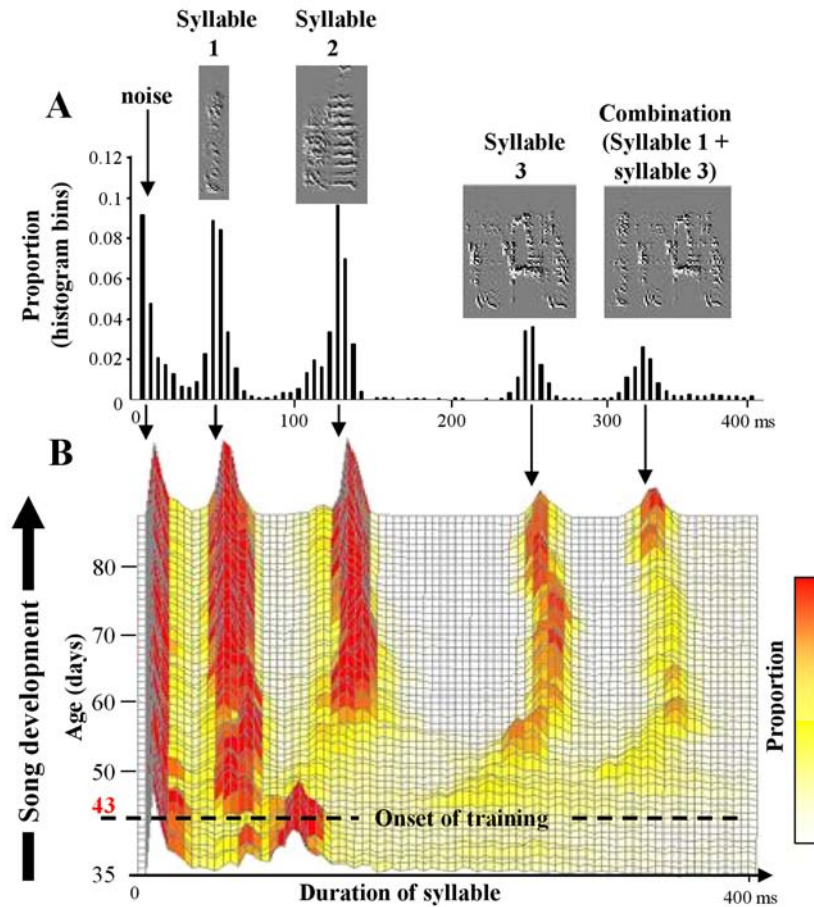 Syllable
1
Syllable
2
A
noise
Syllable
3
Combination
(Syllable 1 +
syllable 3)
Proportion
(histogram bins)
0.12
0.1
0.08
0.06
0.04
0.02
0
0
100
200
300
400 ms
B
Song development
Age (days)
80
70
60
50
43
35
Onset of training
Proportion
0
Duration of syllable
400 ms